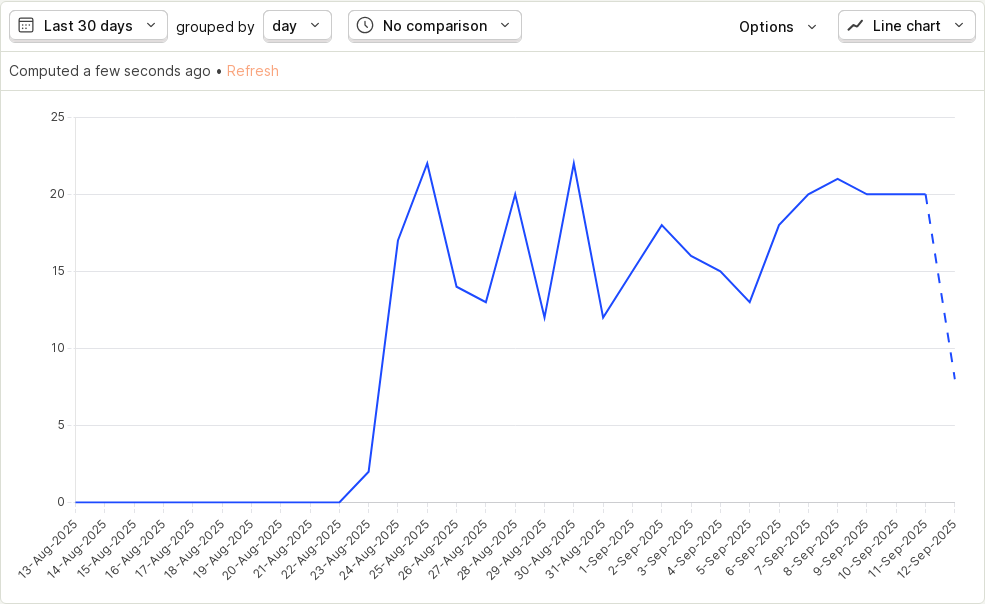 Last 30 days grouped by day No comparison Options Line chart
Computed a few seconds ago • Refresh
25
20
15
10
5
0
13-Aug-2025
14-Aug-2025
15-Aug-2025
16-Aug-2025
17-Aug-2025
18-Aug-2025
19-Aug-2025
20-Aug-2025
21-Aug-2025
22-Aug-2025
23-Aug-2025
24-Aug-2025
25-Aug-2025
26-Aug-2025
27-Aug-2025
28-Aug-2025
29-Aug-2025
30-Aug-2025
31-Aug-2025
1-Sep-2025
2-Sep-2025
3-Sep-2025
4-Sep-2025
5-Sep-2025
6-Sep-2025
7-Sep-2025
8-Sep-2025
9-Sep-2025
10-Sep-2025
11-Sep-2025
12-Sep-2025